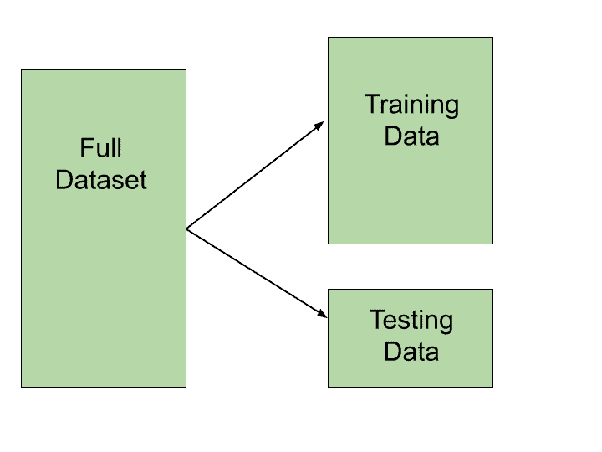 Full
Dataset
Training
Data
Testing
Data